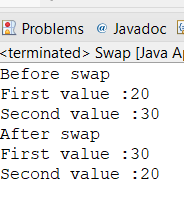 Problems @ Javadoc
<terminated> Swap [Java Ap
Before swap
First value :20
Second value :30
After swap
First value :30
Second value :20